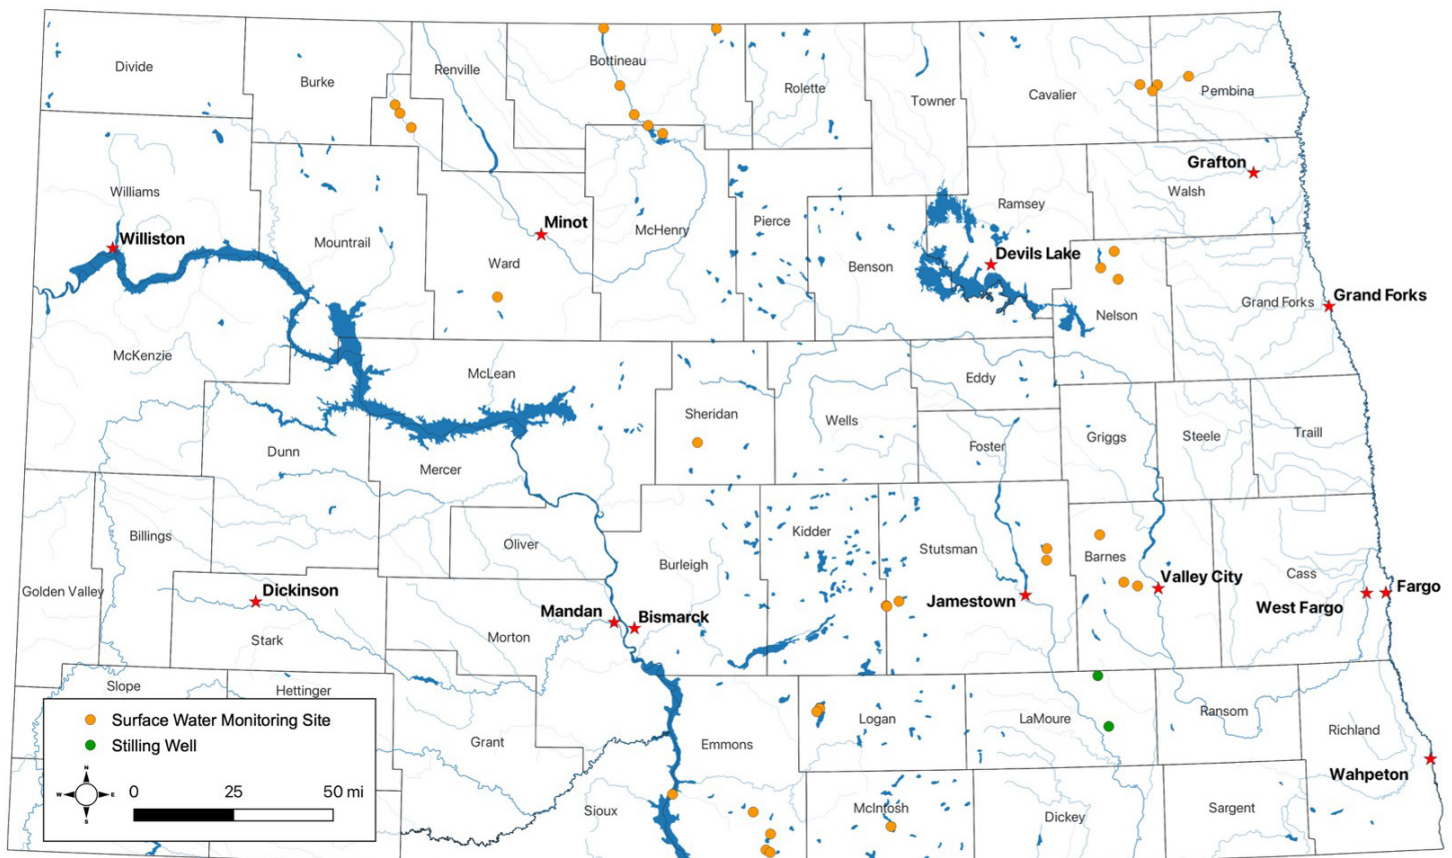 Divide
Burke
Renville
Bottineau
Rolette
Towner
Cavalier
Pembina
Grafton
Walsh
Williams
Williston
Mountrail
Minot
Ward
McHenry
Pierce
Benson
Ramsey
Devils Lake
Nelson
Grand Forks
Grand Forks
McKenzie
McLean
Sheridan
Wells
Eddy
Foster
Griggs
Steele
Traill
Dunn
Mercer
Billings
Oliver
Burleigh
Kidder
Stutsman
Barnes
Cass
Golden Valley
Dickinson
Stark
Morton
Mandan
Bismarck
Jamestown
Valley City
West Fargo
Fargo
Slope
Hettinger
Grant
Emmons
Logan
LaMoure
Ransom
Richland
Wahpeton
Sioux
McIntosh
Dickey
Sargent
Surface Water Monitoring Site
Stilling Well
N
W E
S
0 25 50 mi